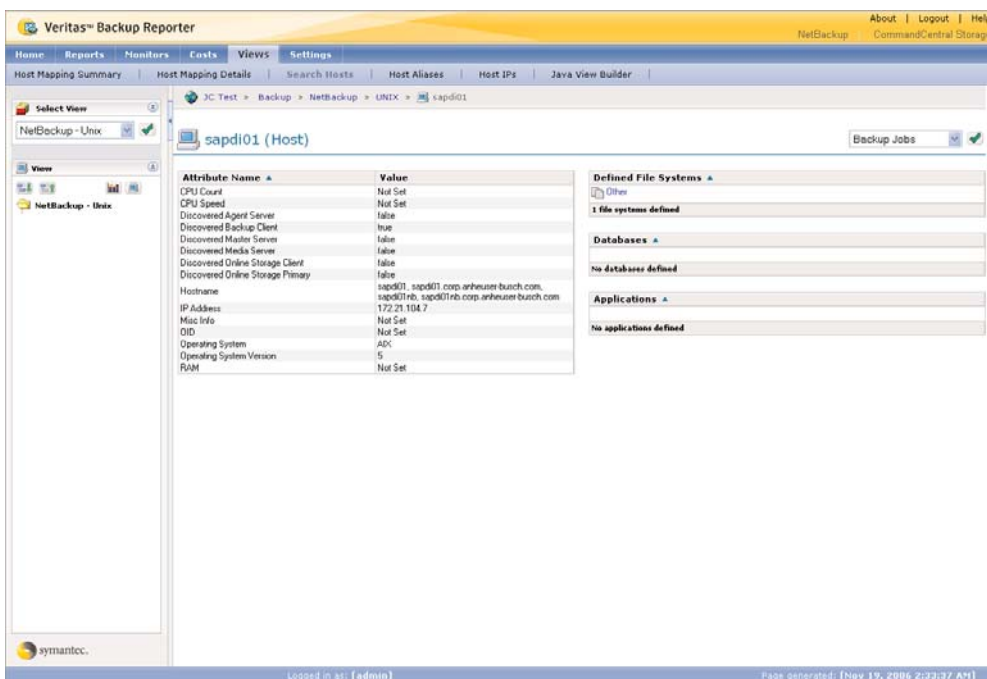 About | Logout | Help
Veritas™ Backup Reporter
NetBackup CommandCentral Storag
Home Reports Monitors Costs Views Settings
Host Mapping Summary | Host Mapping Details | Search Hosts | Host Aliases | Host IPs | Java View Builder |
JC Test » Backup » NetBackup » UNIX » sapdi01
Select View
NetBackup - Unix
sapdi01 (Host)
Backup Jobs
View
NetBackup - Unix
Attribute Name Value
CPU Count Not Set
CPU Speed Not Set
Discovered Agent Server false
Discovered Backup Client true
Discovered Master Server false
Discovered Media Server false
Discovered Online Storage Client false
Discovered Online Storage Primary false
Hostname sapdi01, sapdi01.corp.anheuser-busch.com,
sapdi01nb, sapdi01nb.corp.anheuser-busch.com
IP Address 172.21.104.7
Misc Info Not Set
OID Not Set
Operating System AIX
Operating System Version 5
RAM Not Set
Defined File Systems
Other
1 file systems defined
Databases
No databases defined
Applications
No applications defined
symantec.
Logged in as: [admin]
Page generated: [Nov 19, 2006 2:33:37 AM]